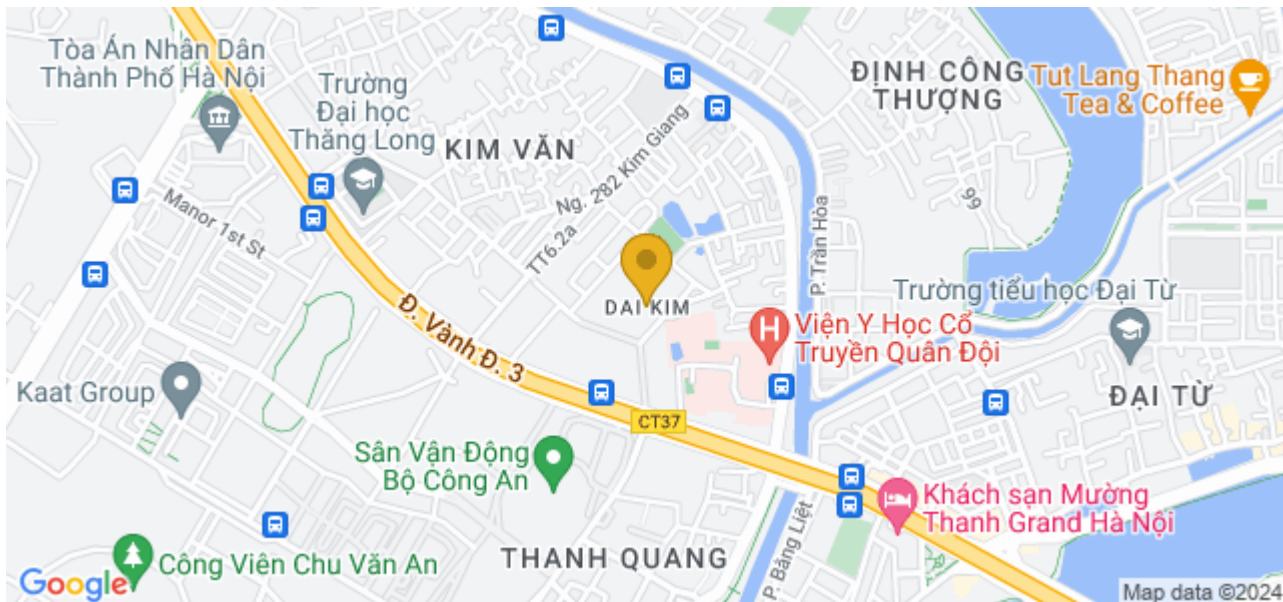 Tòa Án Nhân Dân
Thành Phố Hà Nội
Trường
Đại học
Thăng Long
KIM VĂN
ĐỊNH CÔNG
THƯỢNG
Tut Lang Thang
Tea & Coffee
Ng. 282 Kim Giang
Manor 1st St
TT6.2a
P. Trần Hòa
99
DAI KIM
Trường tiểu học Đại Từ
Viện Y Học Cổ
Truyền Quân Đội
Đ. Vành Đ. 3
Kaat Group
ĐẠI TỪ
CT37
Sân Vận Động
Bộ Công An
Khách sạn Mường
Thanh Grand Hà Nội
THANH QUANG
P. Bằng Liệt
Công Viên Chu Văn An
Google
Map data ©2024